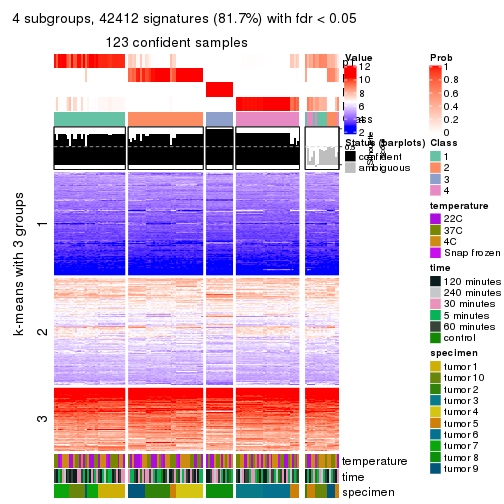 4 subgroups, 42412 signatures (81.7%) with fdr < 0.05
123 confident samples
k-means with 3 groups
1
2
3
temperature
time
specimen
Value
12
10
8
6
4
2
Status (barplots)
confident
ambiguous
Prob
1
0.8
0.6
0.4
0.2
0
Class
1
2
3
4
temperature
22C
37C
4C
Snap frozen
time
120 minutes
240 minutes
30 minutes
5 minutes
60 minutes
control
specimen
tumor 1
tumor 10
tumor 2
tumor 3
tumor 4
tumor 5
tumor 6
tumor 7
tumor 8
tumor 9